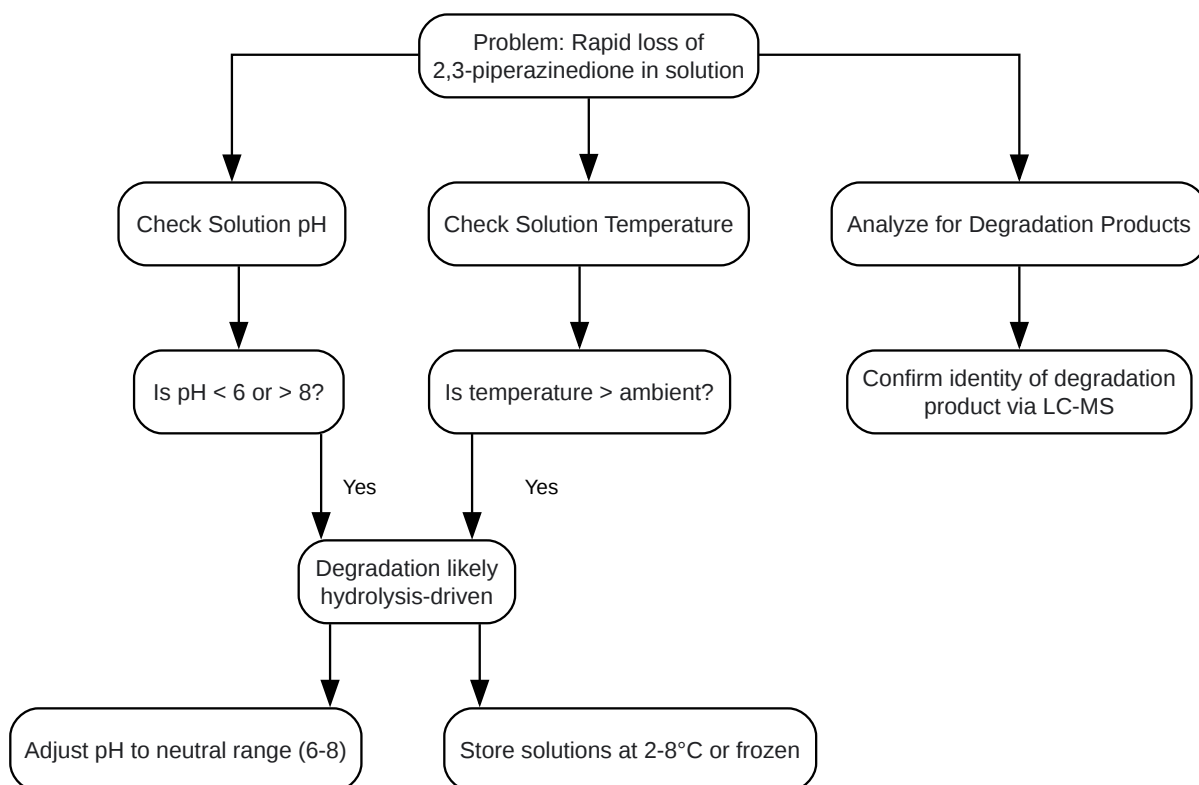 Problem: Rapid loss of
2,3-piperazinedione in solution
Check Solution pH
Check Solution Temperature
Analyze for Degradation Products
Is pH < 6 or > 8?
Is temperature > ambient?
Confirm identity of degradation
product via LC-MS
Yes
Yes
Degradation likely
hydrolysis-driven
Adjust pH to neutral range (6-8)
Store solutions at 2-8°C or frozen